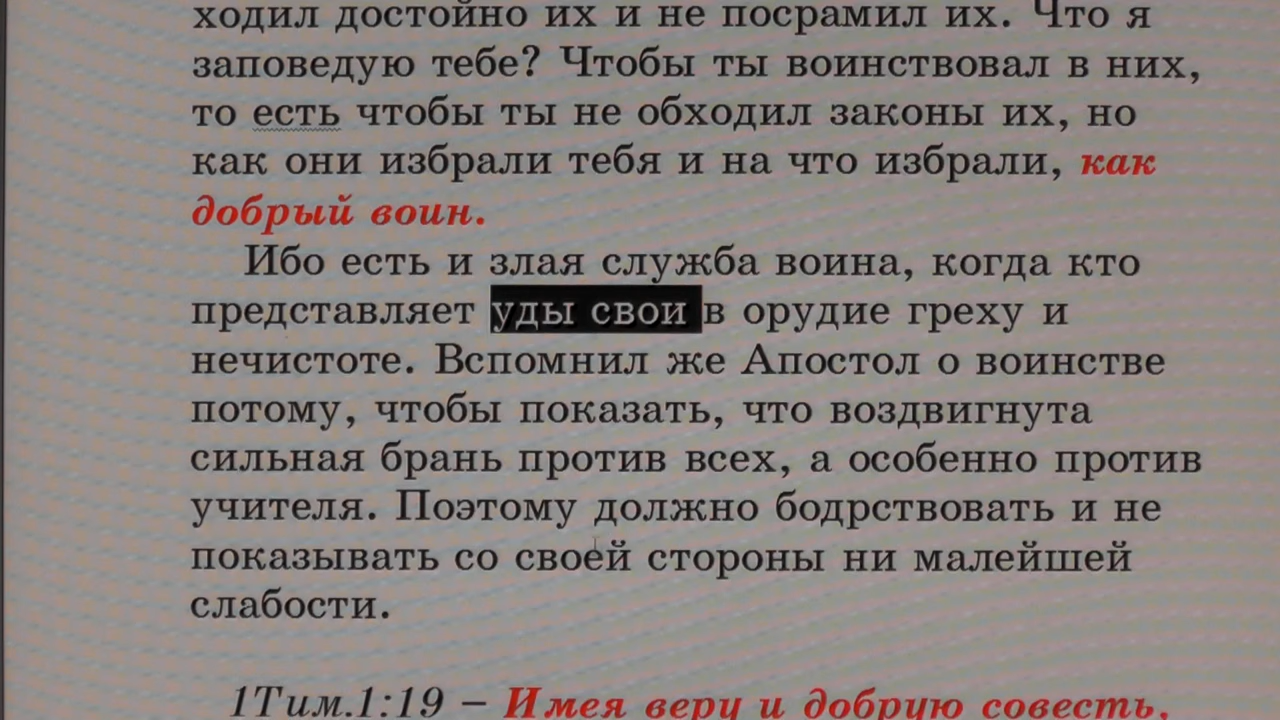 ходил достойно их и не посрамил их. Что я
заповедую тебе? Чтобы ты воинствовал в них,
то есть чтобы ты не обходил законы их, но
как они избрали тебя и на что избрали, как
добрый воин.
Ибо есть и злая служба воина, когда кто
представляет уды свои в орудие греху и
нечистоте. Вспомнил же Апостол о воинстве
потому, чтобы показать, что воздвигнута
сильная брань против всех, а особенно против
учителя. Поэтому должно бодрствовать и не
показывать со своей стороны ни малейшей
слабости.
1Тим.1:19 – Имея веру и добрую совесть,